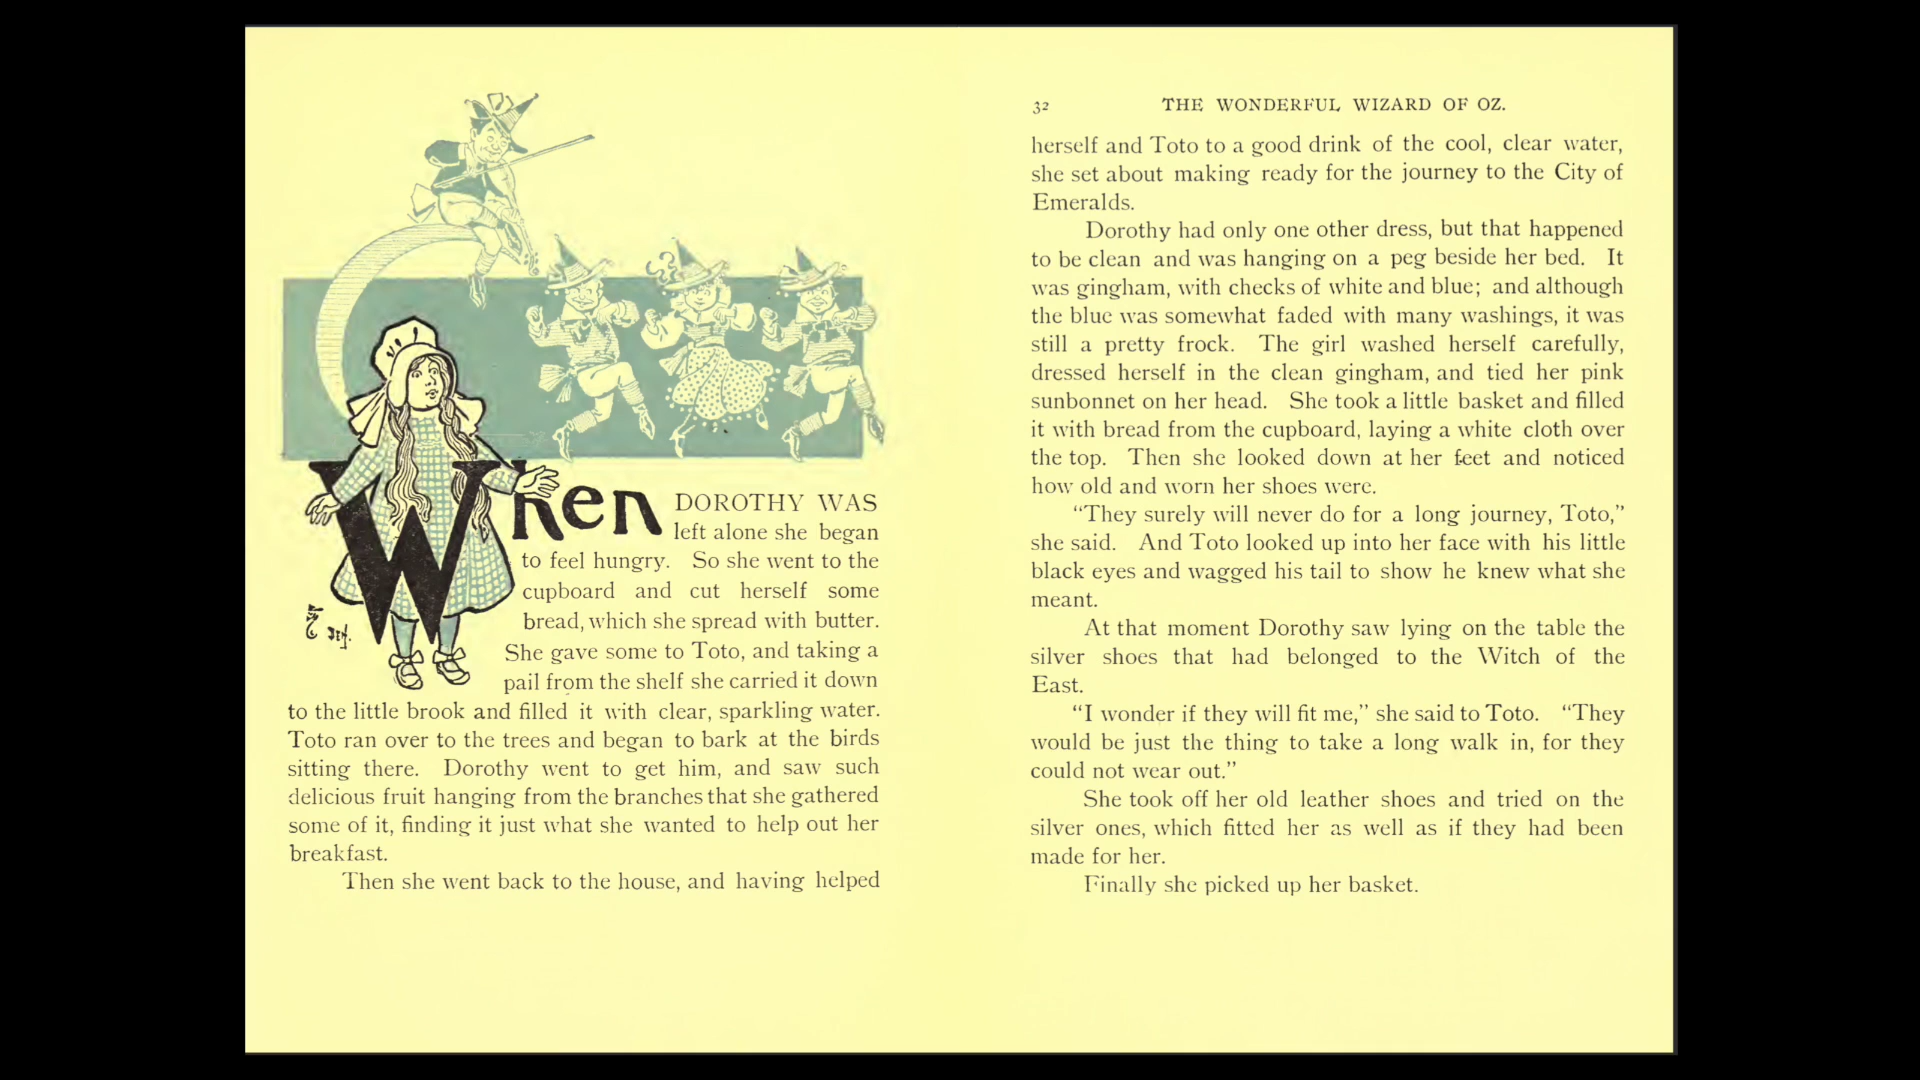 When DOROTHY WAS
left alone she began
to feel hungry. So she went to the
cupboard and cut herself some
bread, which she spread with butter.
She gave some to Toto, and taking a
pail from the shelf she carried it down
to the little brook and filled it with clear, sparkling water.
Toto ran over to the trees and began to bark at the birds
sitting there. Dorothy went to get him, and saw such
delicious fruit hanging from the branches that she gathered
some of it, finding it just what she wanted to help out her
breakfast.
Then she went back to the house, and having helped
32 THE WONDERFUL WIZARD OF OZ.
herself and Toto to a good drink of the cool, clear water,
she set about making ready for the journey to the City of
Emeralds.
Dorothy had only one other dress, but that happened
to be clean and was hanging on a peg beside her bed. It
was gingham, with checks of white and blue; and although
the blue was somewhat faded with many washings, it was
still a pretty frock. The girl washed herself carefully,
dressed herself in the clean gingham, and tied her pink
sunbonnet on her head. She took a little basket and filled
it with bread from the cupboard, laying a white cloth over
the top. Then she looked down at her feet and noticed
how old and worn her shoes were.
“They surely will never do for a long journey, Toto,”
she said. And Toto looked up into her face with his little
black eyes and wagged his tail to show he knew what she
meant.
At that moment Dorothy saw lying on the table the
silver shoes that had belonged to the Witch of the
East.
“I wonder if they will fit me,” she said to Toto. “They
would be just the thing to take a long walk in, for they
could not wear out.”
She took off her old leather shoes and tried on the
silver ones, which fitted her as well as if they had been
made for her.
Finally she picked up her basket.